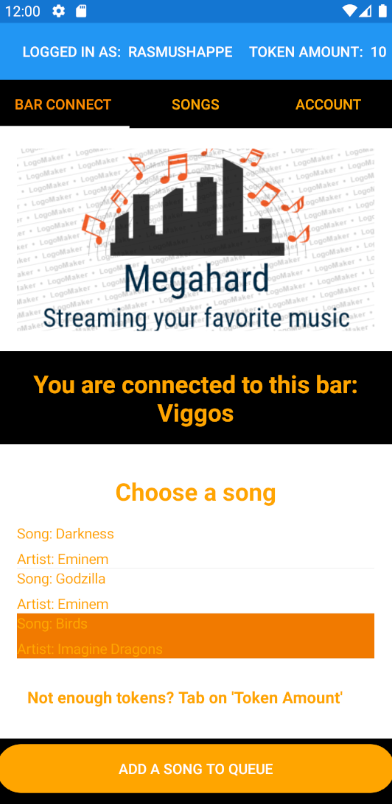 12:00
LOGGED IN AS: RASMUSHAPPE TOKEN AMOUNT: 10
BAR CONNECT SONGS ACCOUNT
Megahard
Streaming your favorite music
You are connected to this bar:
Viggos
Choose a song
Song: Darkness
Artist: Eminem
Song: Godzilla
Artist: Eminem
Song: Birds
Artist: Imagine Dragons
Not enough tokens? Tab on 'Token Amount'
ADD A SONG TO QUEUE